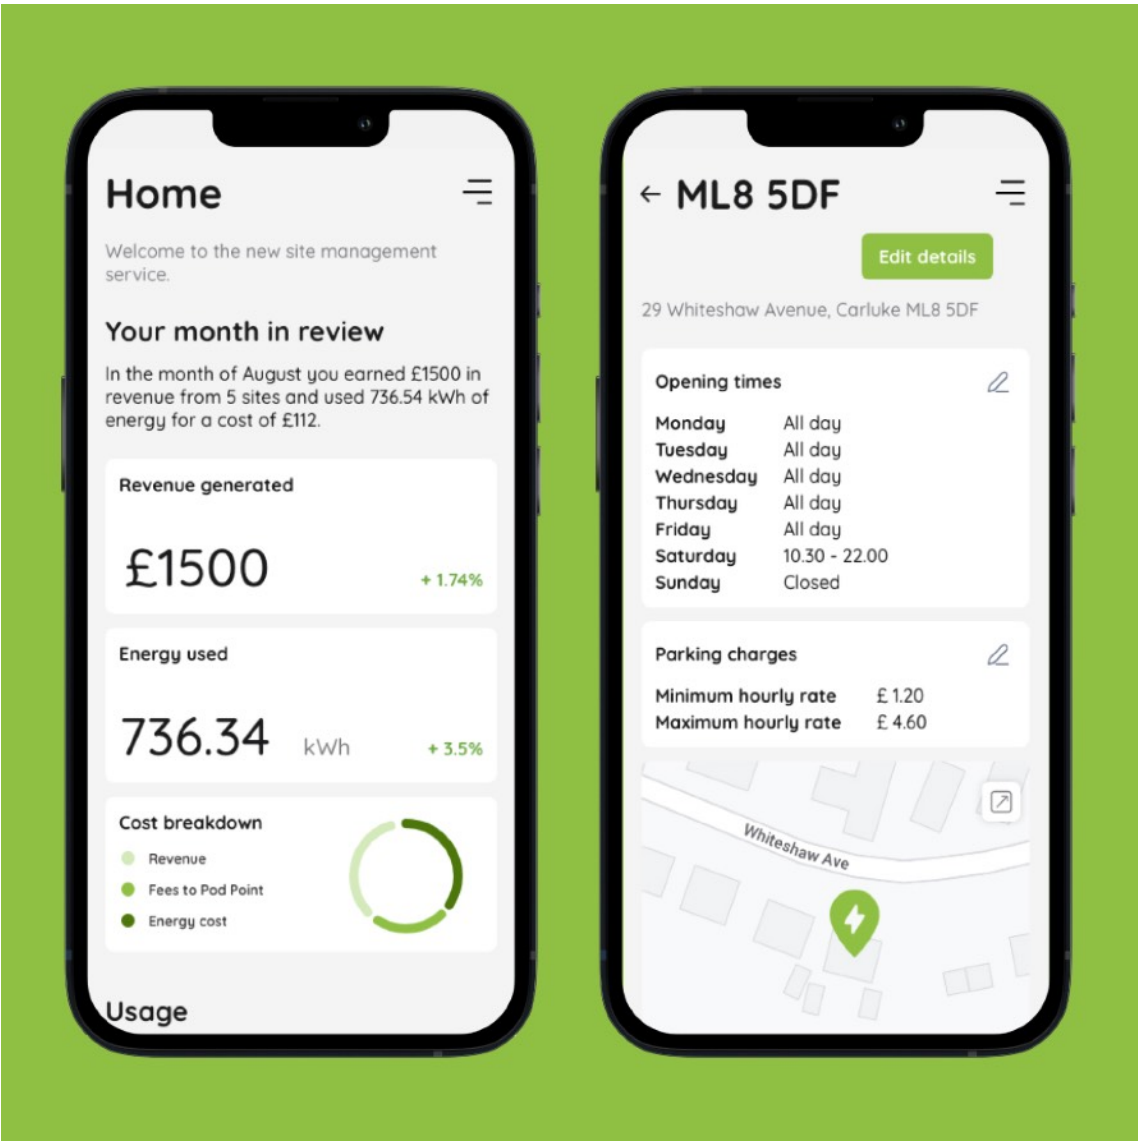 Home
Welcome to the new site management
service.
Your month in review
In the month of August you earned £1500 in
revenue from 5 sites and used 736.54 kWh of
energy for a cost of £112.
Revenue generated
£1500
+ 1.74%
Energy used
736.34 kWh + 3.5%
Cost breakdown
Revenue
Fees to Pod Point
Energy cost
Usage
ML8 5DF
Edit details
29 Whiteshaw Avenue, Carluke ML8 5DF
Opening times
Monday All day
Tuesday All day
Wednesday All day
Thursday All day
Friday All day
Saturday 10.30 - 22.00
Sunday Closed
Parking charges
Minimum hourly rate £ 1.20
Maximum hourly rate £ 4.60
Whiteshaw Ave